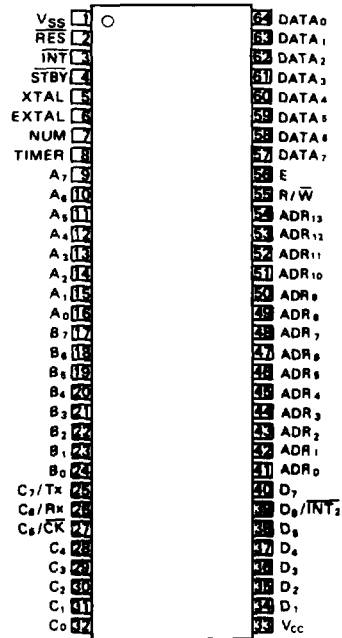 VSS 1 64 DATA0
R̅E̅S̅ 2 63 DATA1
I̅N̅T̅ 3 62 DATA2
S̅T̅B̅Y̅ 4 61 DATA3
XTAL 5 60 DATA4
EXTAL 6 59 DATA5
NUM 7 58 DATA6
TIMER 8 57 DATA7
A7 9 56 E
A6 10 55 R/W̅
A5 11 54 ADR13
A4 12 53 ADR12
A3 13 52 ADR11
A2 14 51 ADR10
A1 15 50 ADR9
A0 16 49 ADR8
B7 17 48 ADR7
B6 18 47 ADR6
B5 19 46 ADR5
B4 20 45 ADR4
B3 21 44 ADR3
B2 22 43 ADR2
B1 23 42 ADR1
B0 24 41 ADR0
C7/Tx 25 40 D7
C6/Rx 26 39 D6/I̅N̅T̅2
C5/C̅K̅ 27 38 D5
C4 28 37 D4
C3 29 36 D3
C2 30 35 D2
C1 31 34 D1
C0 32 33 VCC